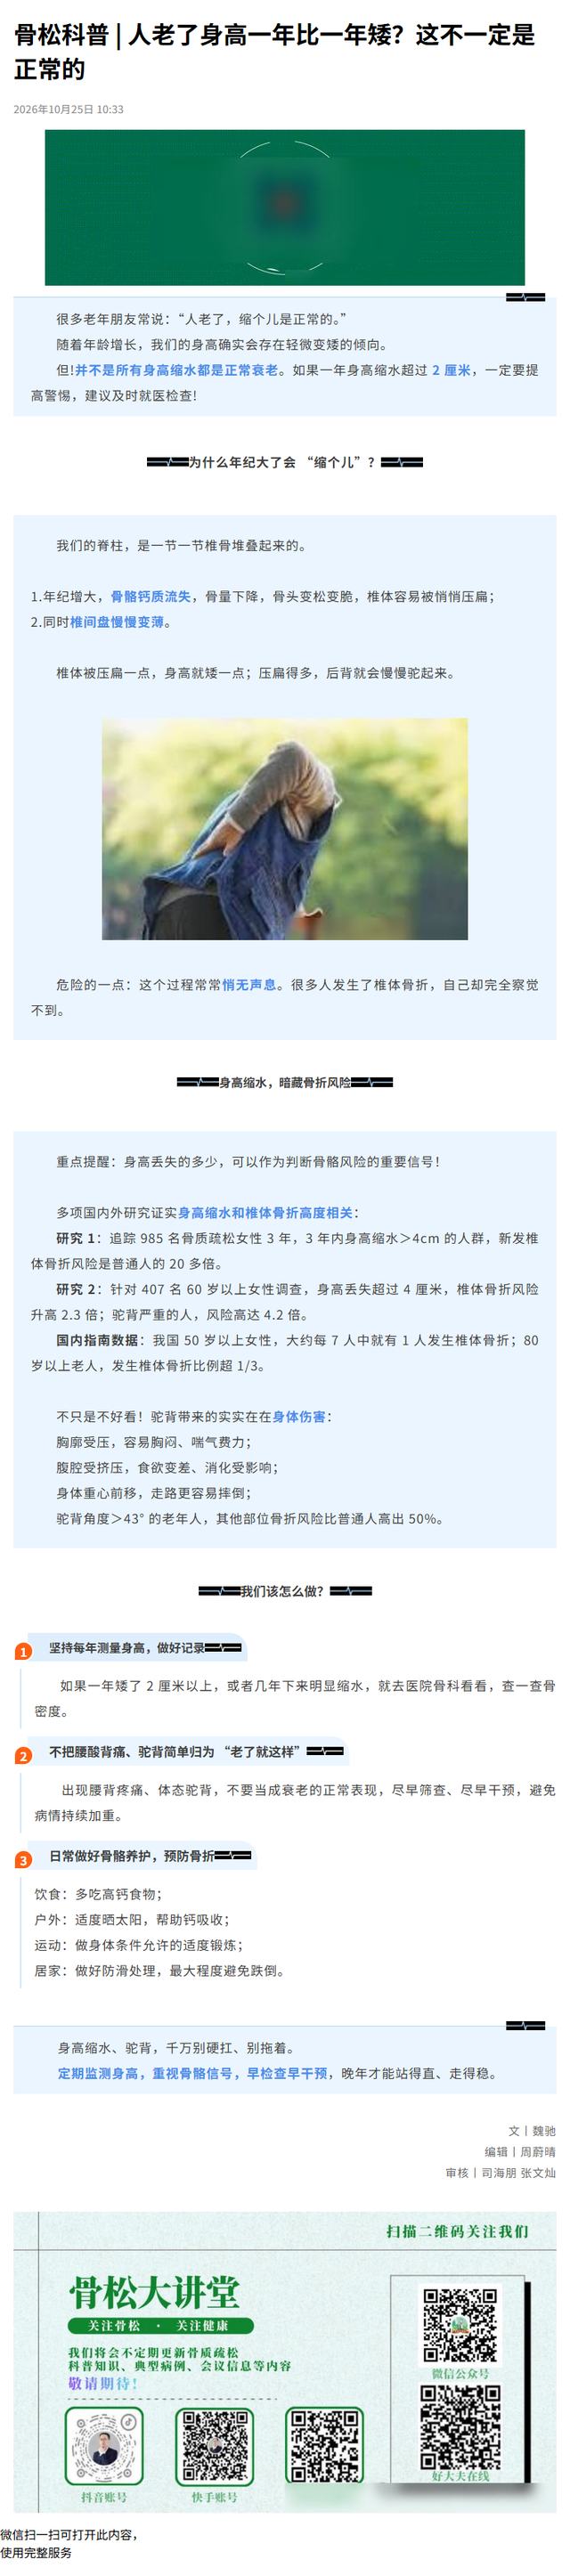 骨松科普 | 人老了身高一年比一年矮？这不一定是
正常的
2026年10月25日 10:33
很多老年朋友常说：“人老了，缩个儿是正常的。”
随着年龄增长，我们的身高确实会存在轻微变矮的倾向。
但!并不是所有身高缩水都是正常衰老。如果一年身高缩水超过 2 厘米，一定要提
高警惕，建议及时就医检查!
为什么年纪大了会 “缩个儿”？
我们的脊柱，是一节一节椎骨堆叠起来的。
1.年纪增大，骨骼钙质流失，骨量下降，骨头变松变脆，椎体容易被悄悄压扁；
2.同时椎间盘慢慢变薄。
椎体被压扁一点，身高就矮一点；压扁得多，后背就会慢慢驼起来。
危险的一点：这个过程常常悄无声息。很多人发生了椎体骨折，自己却完全察觉
不到。
身高缩水，暗藏骨折风险
重点提醒：身高丢失的多少，可以作为判断骨骼风险的重要信号！
多项国内外研究证实身高缩水和椎体骨折高度相关：
研究 1：追踪 985 名骨质疏松女性 3 年，3 年内身高缩水＞4cm 的人群，新发椎
体骨折风险是普通人的 20 多倍。
研究 2：针对 407 名 60 岁以上女性调查，身高丢失超过 4 厘米，椎体骨折风险
升高 2.3 倍；驼背严重的人，风险高达 4.2 倍。
国内指南数据：我国 50 岁以上女性，大约每 7 人中就有 1 人发生椎体骨折；80
岁以上老人，发生椎体骨折比例超 1/3。
不只是不好看！驼背带来的实实在在身体伤害：
胸廓受压，容易胸闷、喘气费力；
腹腔受挤压，食欲变差、消化受影响；
身体重心前移，走路更容易摔倒；
驼背角度＞43° 的老年人，其他部位骨折风险比普通人高出 50%。
我们该怎么做？
1 坚持每年测量身高，做好记录
如果一年矮了 2 厘米以上，或者几年下来明显缩水，就去医院骨科看看，查一查骨
密度。
2 不把腰酸背痛、驼背简单归为 “老了就这样”
出现腰背疼痛、体态驼背，不要当成衰老的正常表现，尽早筛查、尽早干预，避免
病情持续加重。
3 日常做好骨骼养护，预防骨折
饮食：多吃高钙食物；
户外：适度晒太阳，帮助钙吸收；
运动：做身体条件允许的适度锻炼；
居家：做好防滑处理，最大程度避免跌倒。
身高缩水、驼背，千万别硬扛、别拖着。
定期监测身高，重视骨骼信号，早检查早干预，晚年才能站得直、走得稳。
文丨魏驰
编辑丨周蔚晴
审核丨司海朋 张文灿
扫描二维码关注我们
骨松大讲堂
关注骨松 · 关注健康
我们将会不定期更新骨质疏松
科普知识、典型病例、会议信息等内容
敬请期待!
微信公众号
好大夫在线
抖音账号
快手账号
微信扫一扫可打开此内容，
使用完整服务